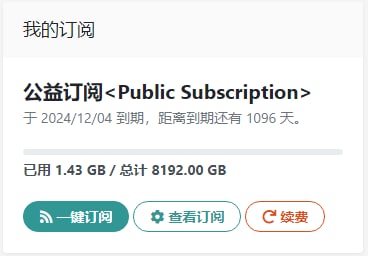 我的订阅
公益订阅<Public Subscription>
于 2024/12/04 到期，距离到期还有 1096 天。
已用 1.43 GB / 总计 8192.00 GB
一键订阅 查看订阅 续费